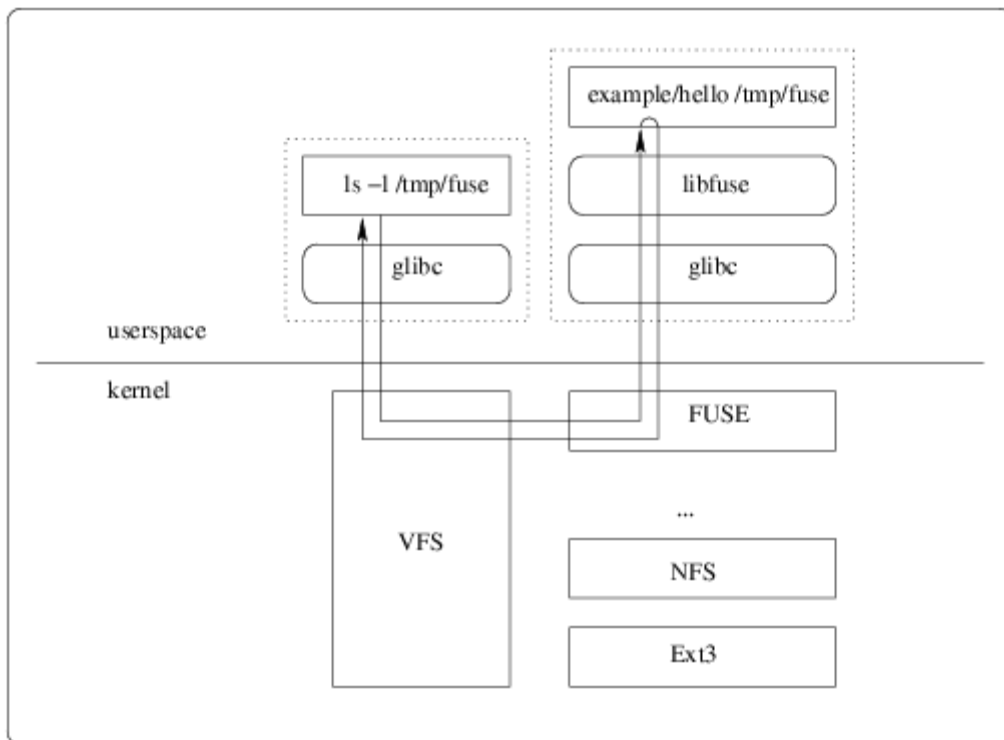 example/hello /tmp/fuse
ls –l /tmp/fuse
libfuse
glibc
glibc
userspace
kernel
FUSE
...
VFS
NFS
Ext3